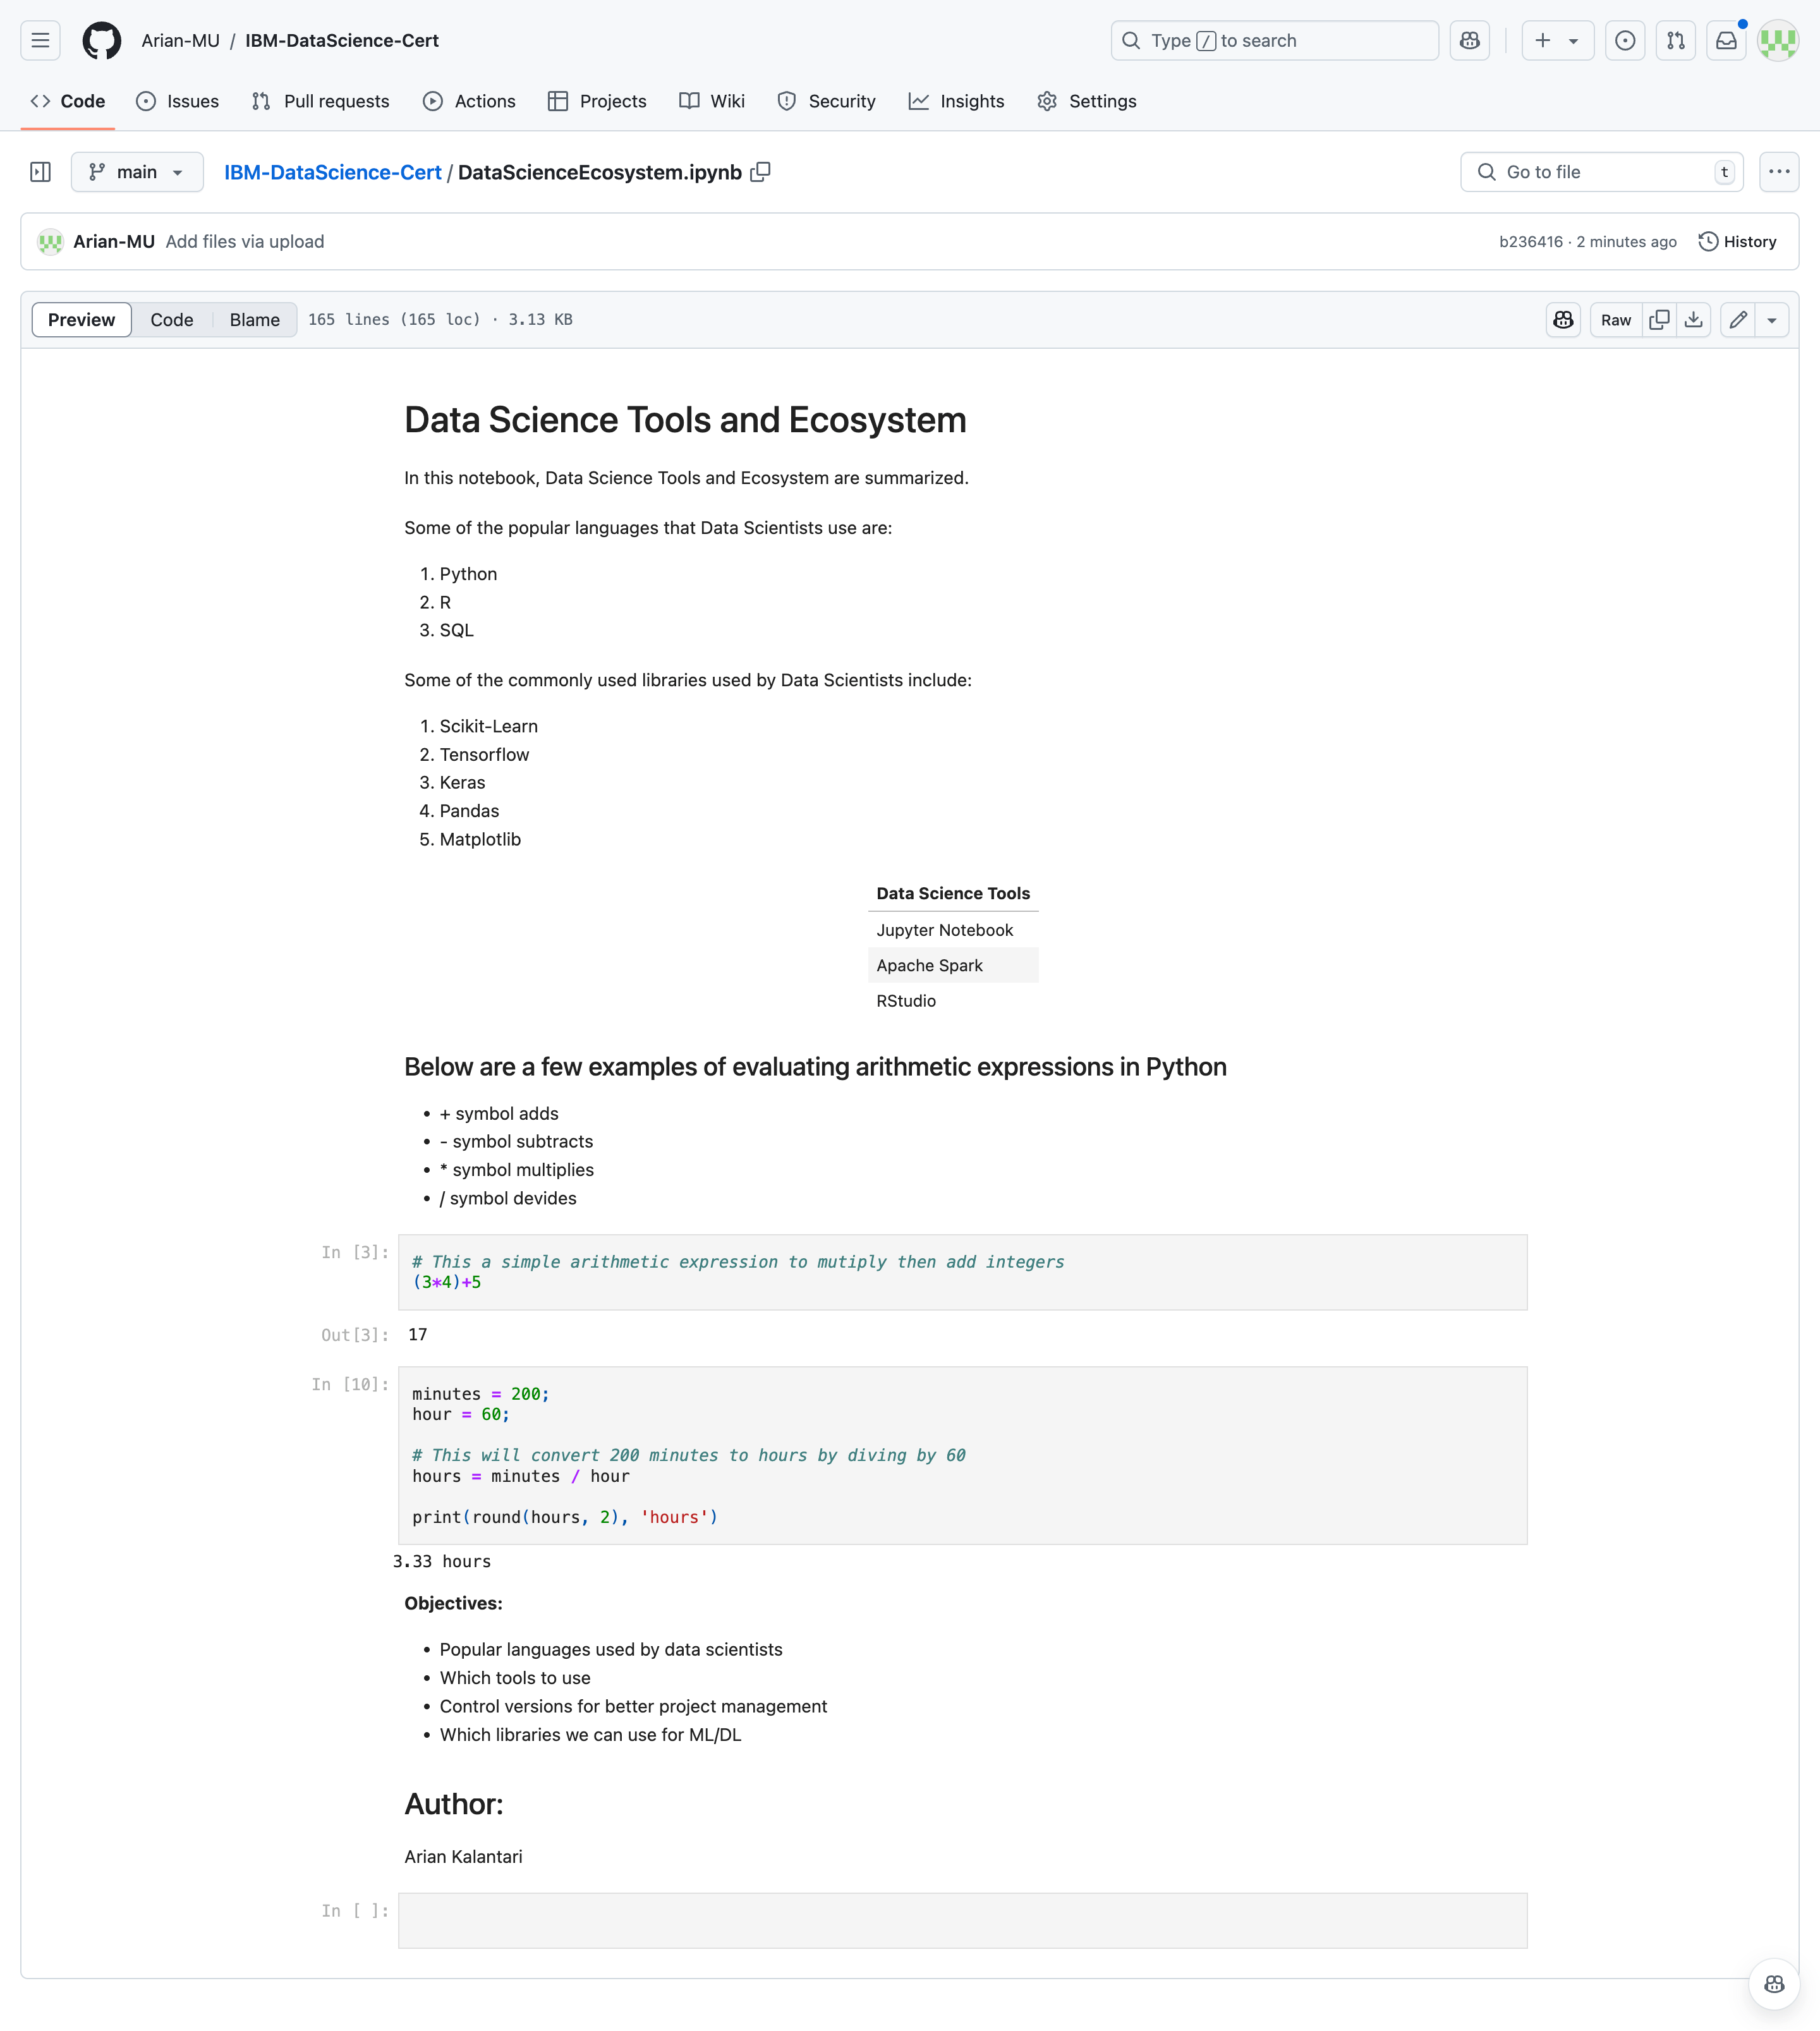 Arian-MU / IBM-DataScience-Cert
Type / to search
Code
Issues
Pull requests
Actions
Projects
Wiki
Security
Insights
Settings
main
IBM-DataScience-Cert / DataScienceEcosystem.ipynb
Go to file
t
Arian-MU Add files via upload
b236416 · 2 minutes ago
History
Preview
Code
Blame
165 lines (165 loc) · 3.13 KB
Raw
Data Science Tools and Ecosystem
In this notebook, Data Science Tools and Ecosystem are summarized.
Some of the popular languages that Data Scientists use are:
1. Python
2. R
3. SQL
Some of the commonly used libraries used by Data Scientists include:
1. Scikit-Learn
2. Tensorflow
3. Keras
4. Pandas
5. Matplotlib
Data Science Tools
Jupyter Notebook
Apache Spark
RStudio
Below are a few examples of evaluating arithmetic expressions in Python
• + symbol adds
• - symbol subtracts
• * symbol multiplies
• / symbol devides
In [3]:
# This a simple arithmetic expression to mutiply then add integers
(3*4)+5
Out[3]: 17
In [10]:
minutes = 200;
hour = 60;
# This will convert 200 minutes to hours by diving by 60
hours = minutes / hour
print(round(hours, 2), 'hours')
3.33 hours
Objectives:
• Popular languages used by data scientists
• Which tools to use
• Control versions for better project management
• Which libraries we can use for ML/DL
Author:
Arian Kalantari
In [ ]: